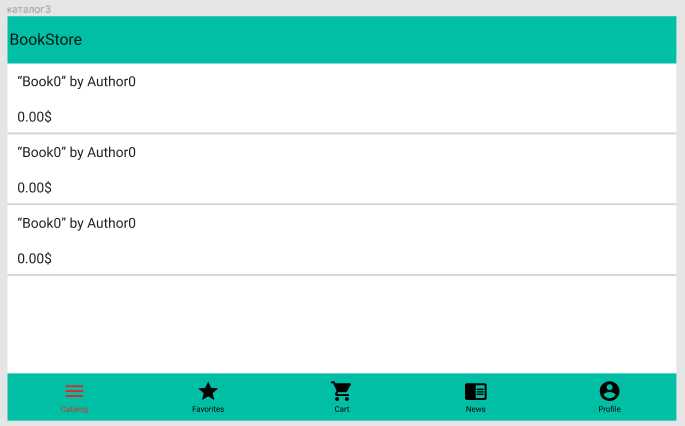 каталог3
BookStore
“Book0” by Author0
0.00$
“Book0” by Author0
0.00$
“Book0” by Author0
0.00$
Catalog
Favorites
Cart
News
Profile